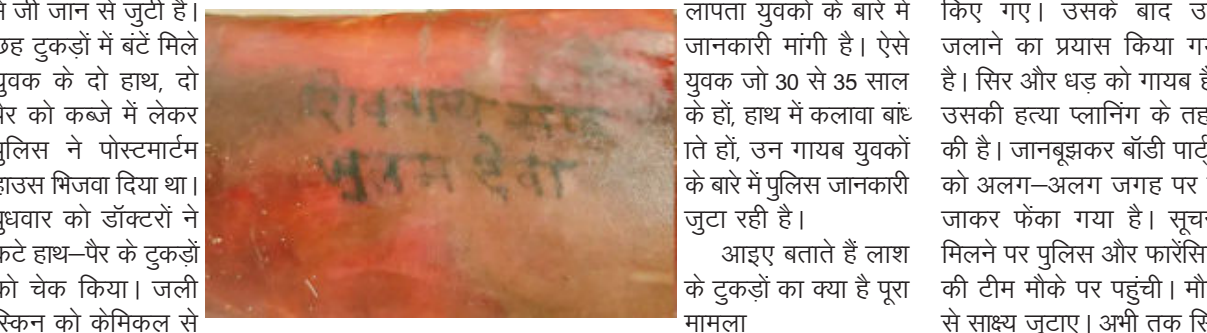 ने जी जान से जुटी है।
छह टुकड़ों में बंटें मिले
युवक के दो हाथ, दो
पैर को कब्जे में लेकर
पुलिस ने पोस्टमार्टम
हाउस भिजवा दिया था।
बुधवार को डॉक्टरों ने
कटे हाथ–पैर के टुकड़ों
को चेक किया। जली
स्किन को केमिकल से
देवा
लापता युवकों के बारे में
जानकारी मांगी है। ऐसे
युवक जो 30 से 35 साल
के हों, हाथ में कलावा बांध
ाते हों, उन गायब युवकों
के बारे में पुलिस जानकारी
जुटा रही है।
आइए बताते हैं लाश
के टुकड़ों का क्या है पूरा
मामला
किए गए। उसके बाद
जलाने का प्रयास किया
है। सिर और धड़ को गायब
उसकी हत्या प्लानिंग के
की है। जानबूझकर बॉडी
को अलग–अलग जगह पर
जाकर फेंका गया है।
मिलने पर पुलिस और
की टीम मौके पर पहुंची।
से साक्ष्य जुटाए। अभी तक